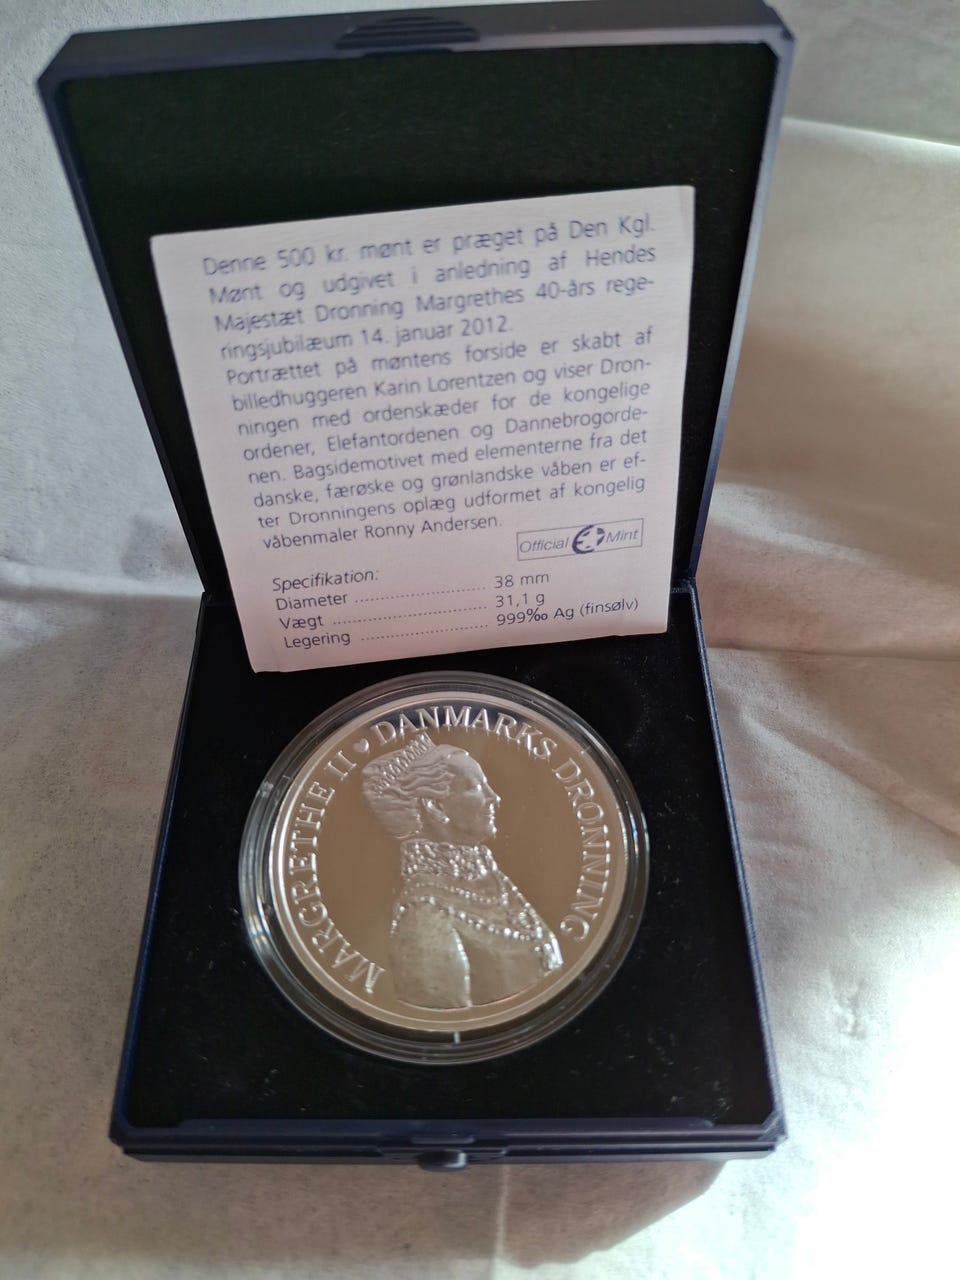 Denne 500 kr. mønt er præget på Den Kgl.
Mønt og udgivet i anledning af Hendes
Majestæt Dronning Margrethes 40-års rege-
ringsjubilæum 14. januar 2012.
Portrættet på møntens forside er skabt af
billedhuggeren Karin Lorentzen og viser Dron-
ningen med ordenskæder for de kongelige
ordener, Elefantordenen og Dannebrogorde-
nen. Bagsidemotivet med elementerne fra det
danske, færøske og grønlandske våben er ef-
ter Dronningens oplæg udformet af kongelig
våbenmaler Ronny Andersen.
Official Mint
Specifikation:
Diameter ........................ 38 mm
Vægt ............................ 31,1 g
Legering .................... 999‰ Ag (finsølv)
MARGRETHE II ♥ DANMARKS DRONNING